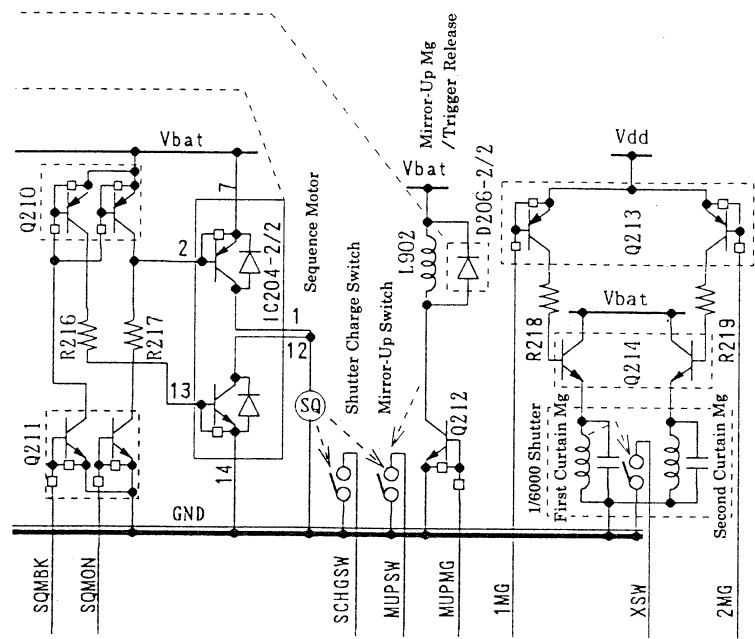 Vbat
Q210
7
2
IC204-2/2
Sequence Motor
R216
R217
1
12
13
Q211
14
SQ
GND
Shutter Charge Switch
Mirror-Up Switch
Mirror-Up Mg
/Trigger Release
Vbat
L902
D206-2/2
Q212
Vdd
Q213
Vbat
R218
R219
Q214
1/6000 Shutter
First Curtain Mg
Second Curtain Mg
SQMBK
SQMON
SCHGSW
MUPSW
MUPMG
1MG
XSW
2MG